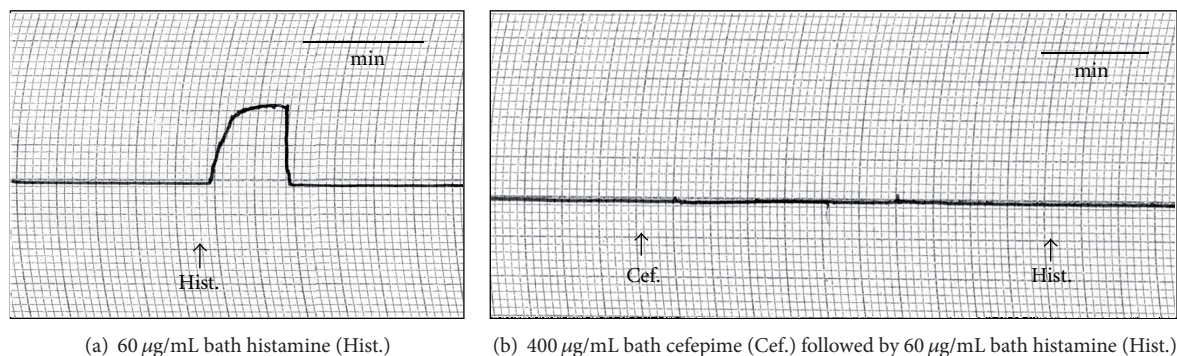 min
Hist.
(a) 60 μg/mL bath histamine (Hist.)
min
Cef.
Hist.
(b) 400 μg/mL bath cefepime (Cef.) followed by 60 μg/mL bath histamine (Hist.)